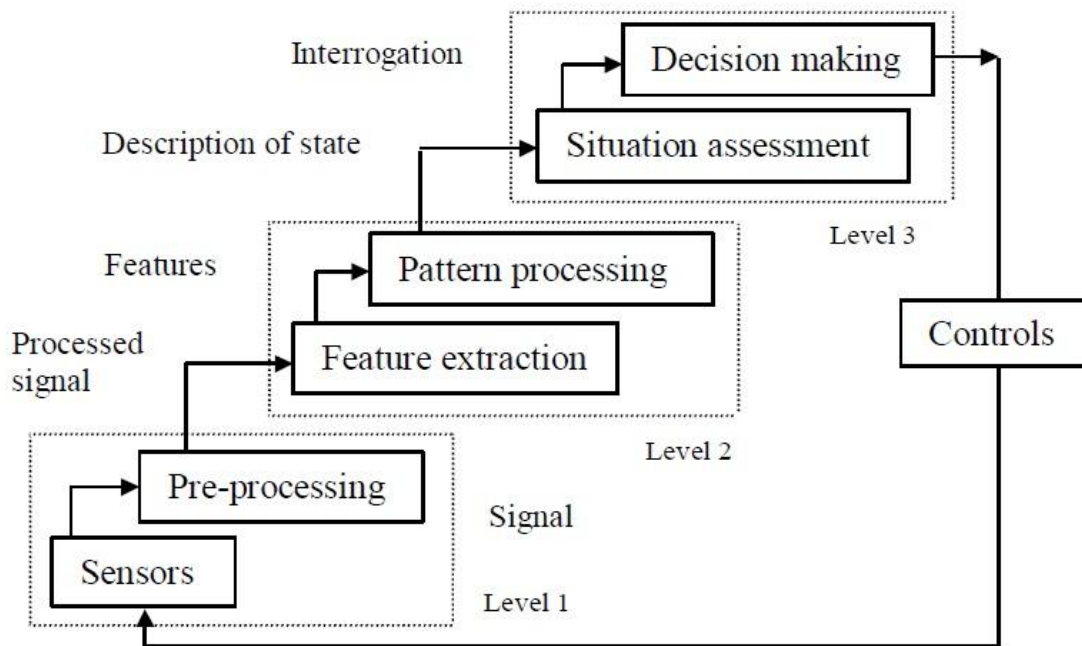 Interrogation
Decision making
Description of state
Situation assessment
Level 3
Features
Pattern processing
Controls
Processed
signal
Feature extraction
Level 2
Pre-processing
Signal
Sensors
Level 1